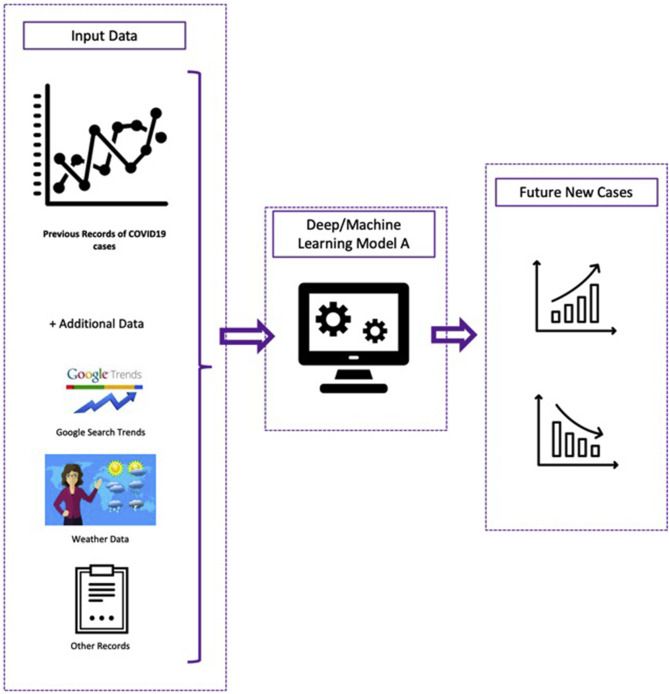 Input Data
Previous Records of COVID19
cases
+ Additional Data
Google Trends
Google Search Trends
Weather Data
Other Records
Deep/Machine
Learning Model A
Future New Cases